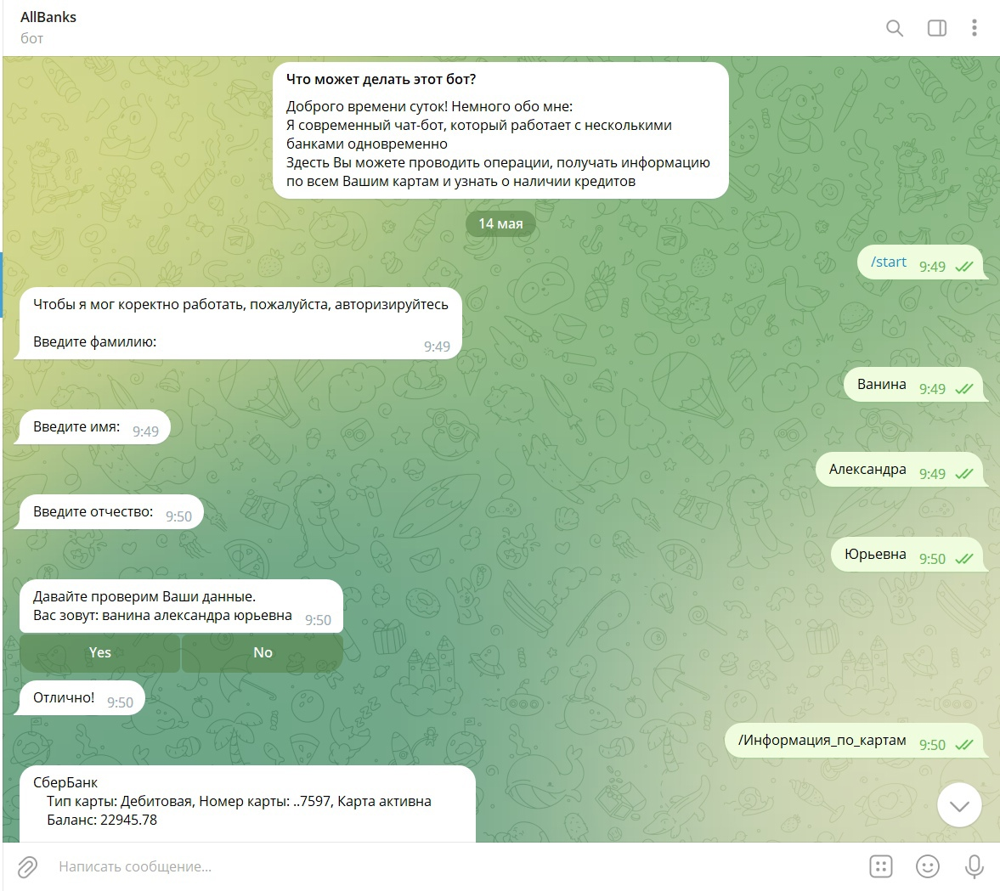 AllBanks
бот
Что может делать этот бот?
Доброго времени суток! Немного обо мне:
Я современный чат-бот, который работает с несколькими
банками одновременно
Здесть Вы можете проводить операции, получать информацию
по всем Вашим картам и узнать о наличии кредитов
14 мая
/start 9:49
Чтобы я мог коректно работать, пожалуйста, авторизируйтесь
Введите фамилию: 9:49
Ванина 9:49
Введите имя: 9:49
Александра 9:49
Введите отчество: 9:50
Юрьевна 9:50
Давайте проверим Ваши данные.
Вас зовут: ванина александра юрьевна 9:50
Yes No
Отлично! 9:50
/Информация_по_картам 9:50
СберБанк
Тип карты: Дебитовая, Номер карты: ..7597, Карта активна
Баланс: 22945.78
Написать сообщение...